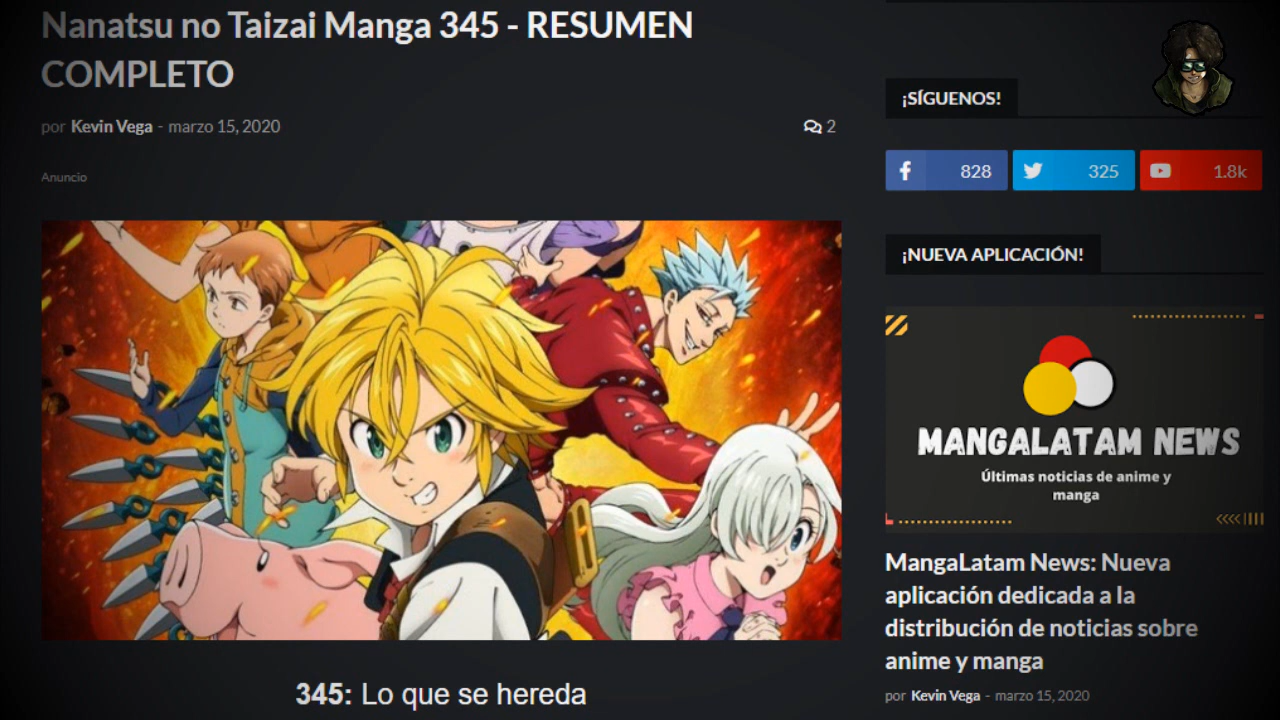 Nanatsu no Taizai Manga 345 - RESUMEN
COMPLETO
por Kevin Vega - marzo 15, 2020
2
Anuncio
345: Lo que se hereda
¡SÍGUENOS!
828
325
1.8k
¡NUEVA APLICACIÓN!
MANGALATAM NEWS
Últimas noticias de anime y
manga
MangaLatam News: Nueva
aplicación dedicada a la
distribución de noticias sobre
anime y manga
por Kevin Vega - marzo 15, 2020